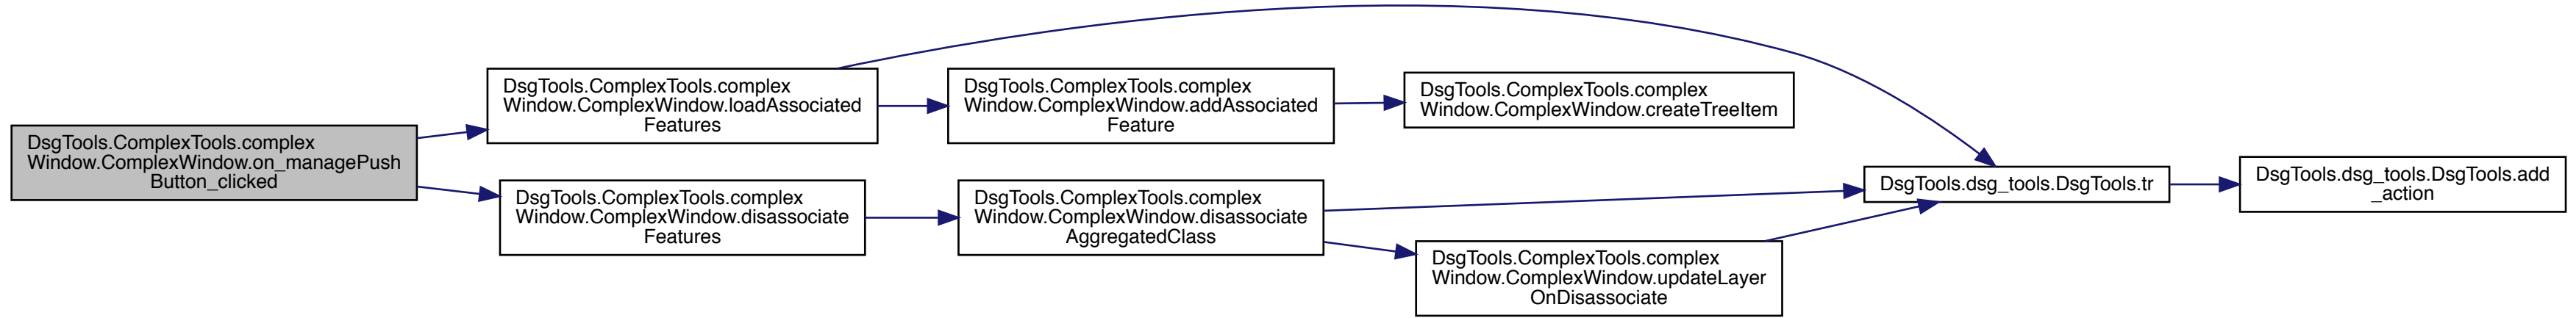 DsgTools.ComplexTools.complex
Window.ComplexWindow.on_managePush
Button_clicked
DsgTools.ComplexTools.complex
Window.ComplexWindow.loadAssociated
Features
DsgTools.ComplexTools.complex
Window.ComplexWindow.addAssociated
Feature
DsgTools.ComplexTools.complex
Window.ComplexWindow.createTreeItem
DsgTools.ComplexTools.complex
Window.ComplexWindow.disassociate
Features
DsgTools.ComplexTools.complex
Window.ComplexWindow.disassociate
AggregatedClass
DsgTools.ComplexTools.complex
Window.ComplexWindow.updateLayer
OnDisassociate
DsgTools.dsg_tools.DsgTools.tr
DsgTools.dsg_tools.DsgTools.add
_action